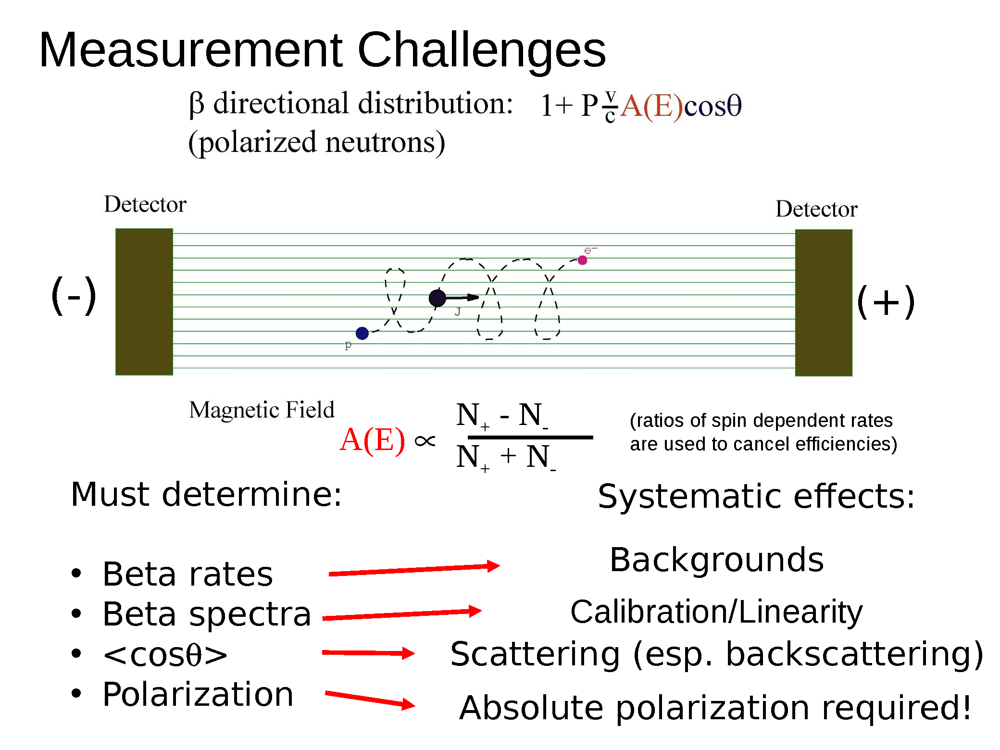 Measurement Challenges
β directional distribution: 1+ P v/c A(E)cosθ
(polarized neutrons)
Detector
Detector
(-)
(+)
e−
J
p
Magnetic Field
A(E) ∝ N+ - N- / N+ + N-
(ratios of spin dependent rates
are used to cancel efficiencies)
Must determine:
Systematic effects:
• Beta rates
Backgrounds
• Beta spectra
Calibration/Linearity
• <cosθ>
Scattering (esp. backscattering)
• Polarization
Absolute polarization required!